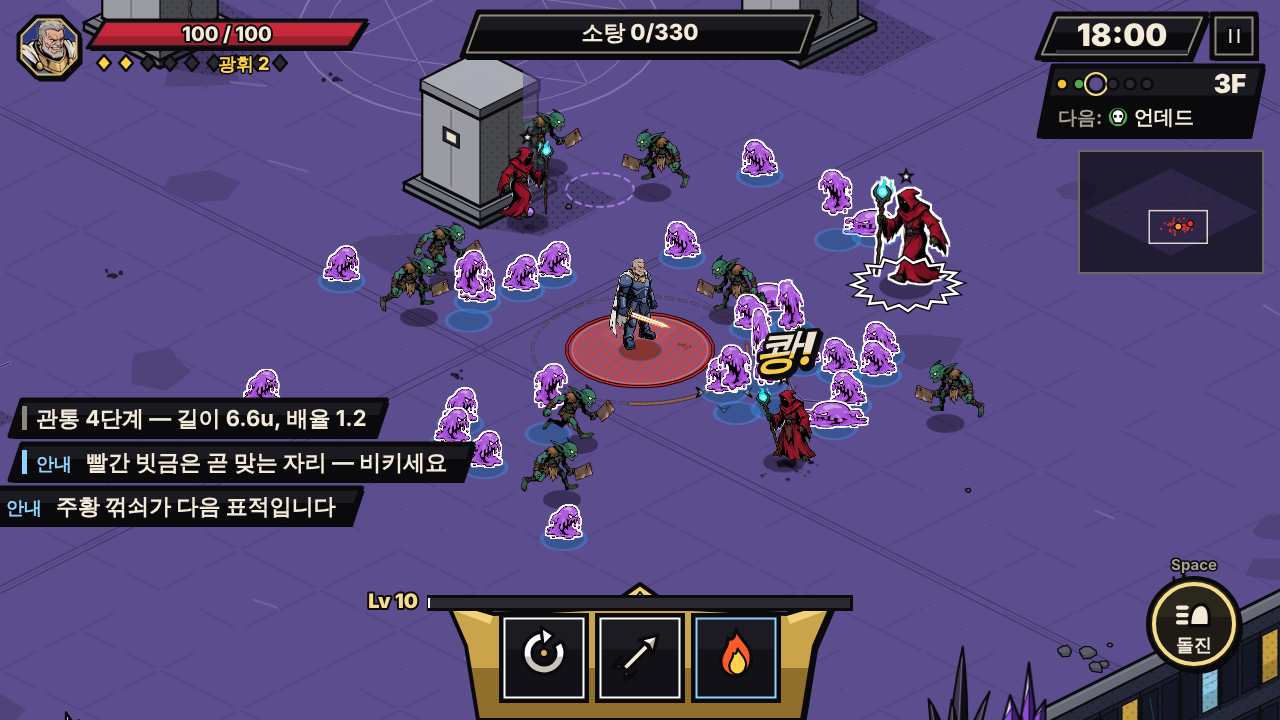 100 / 100
광휘 2
소탕 0/330
18:00
3F
다음: 언데드
쾅!
관통 4단계 — 길이 6.6u, 배율 1.2
안내 빨간 빗금은 곧 맞는 자리 — 비키세요
안내 주황 꺾쇠가 다음 표적입니다
Lv 10
Space
돌진